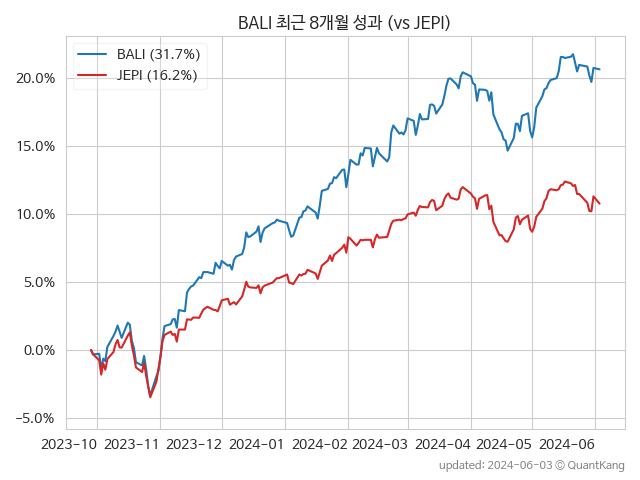 BALI 최근 8개월 성과 (vs JEPI)
BALI (31.7%)
JEPI (16.2%)
20.0%
15.0%
10.0%
5.0%
0.0%
−5.0%
2023−10 2023−11 2023−12 2024−01 2024−02 2024−03 2024−04 2024−05 2024−06
updated: 2024-06-03 © QuantKang